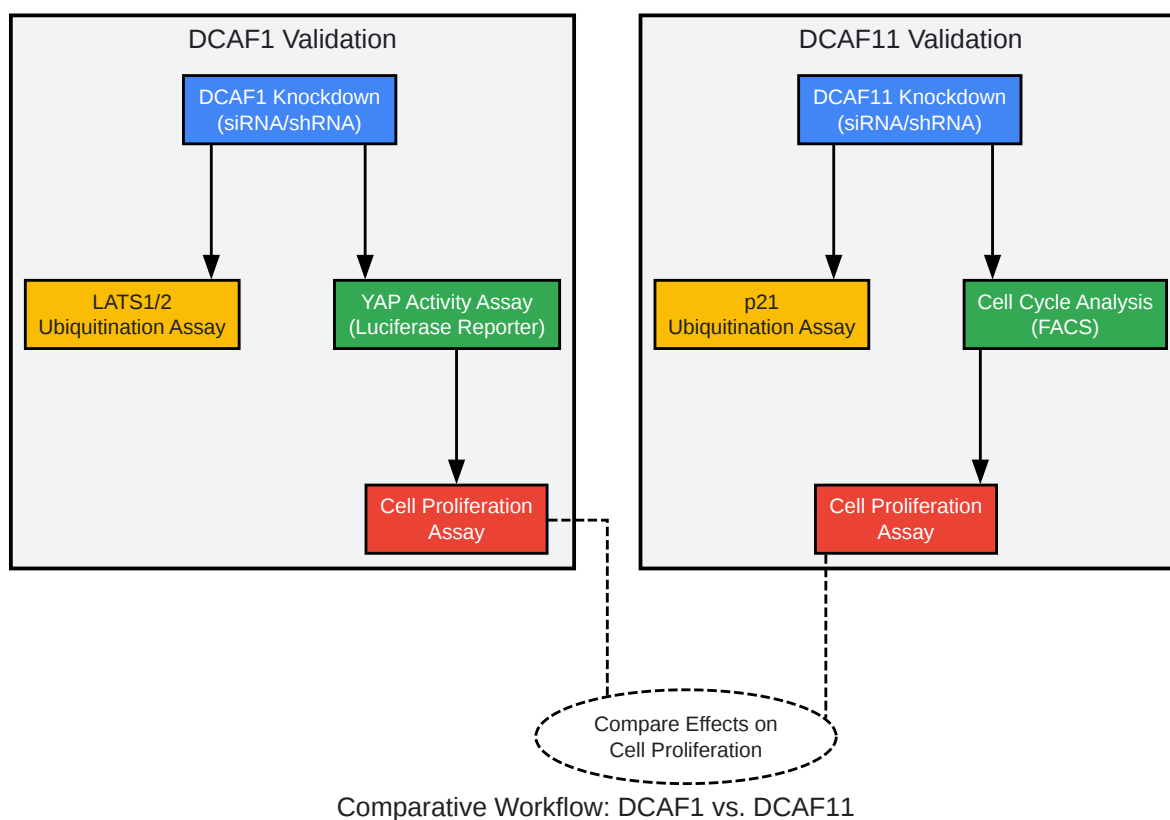 DCAF1 Validation
DCAF1 Knockdown
(siRNA/shRNA)
LATS1/2
Ubiquitination Assay
YAP Activity Assay
(Luciferase Reporter)
Cell Proliferation
Assay
DCAF11 Validation
DCAF11 Knockdown
(siRNA/shRNA)
p21
Ubiquitination Assay
Cell Cycle Analysis
(FACS)
Cell Proliferation
Assay
Compare Effects on
Cell Proliferation
Comparative Workflow: DCAF1 vs. DCAF11